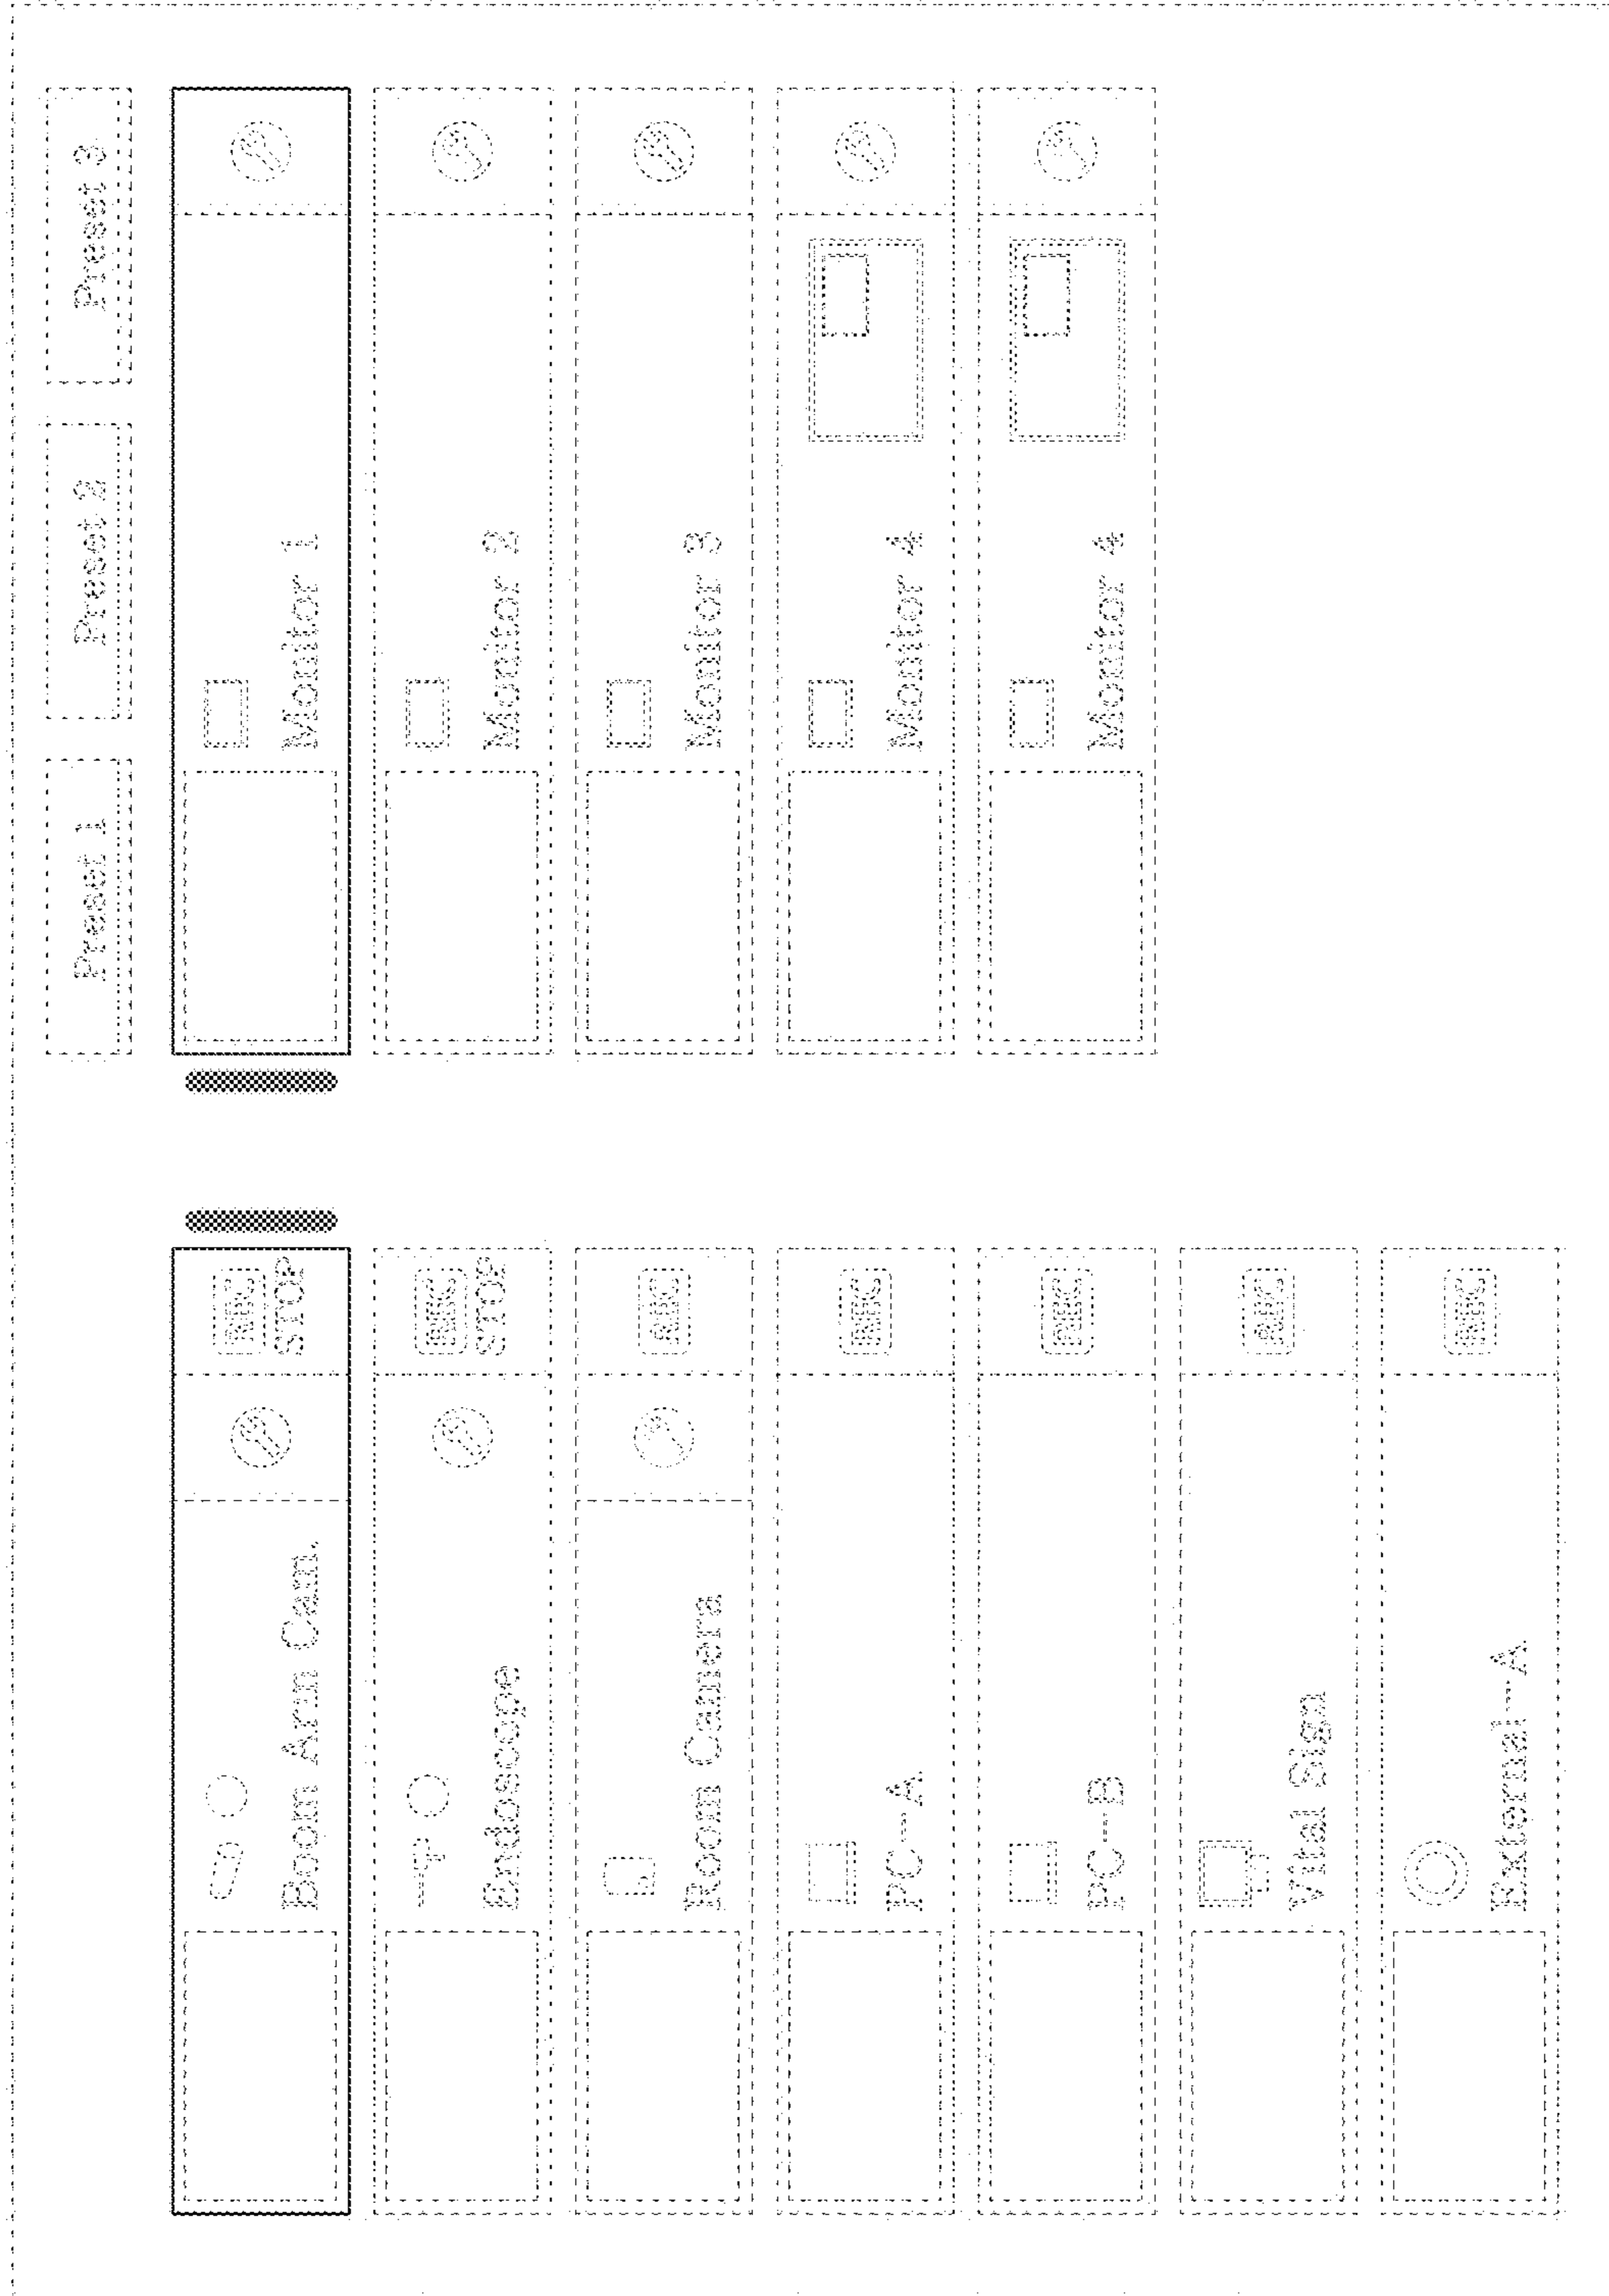 Preset 1 Preset 2 Preset 3
Boom Arm Cam. REC STOP
Endoscope REC STOP
Room Camera REC
PC-A REC
PC-B REC
Vital Sign REC
External-A REC
Monitor 1
Monitor 2
Monitor 3
Monitor 4
Monitor 4